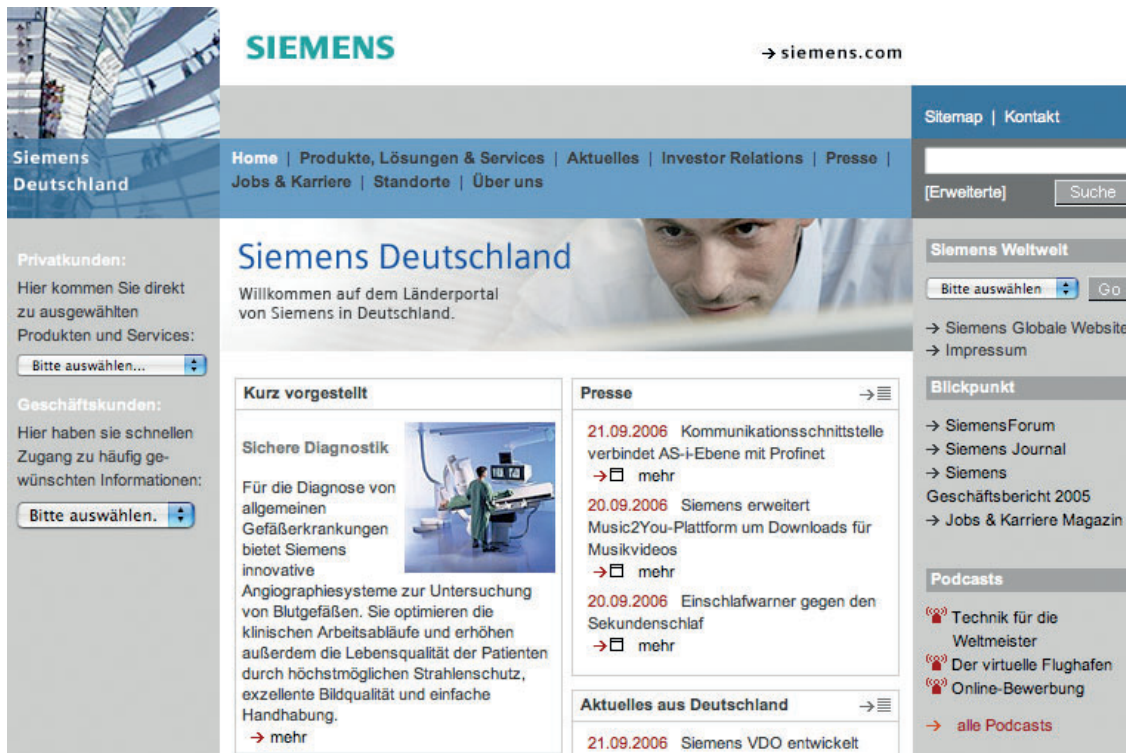 SIEMENS
→ siemens.com
Siemens
Deutschland
Sitemap | Kontakt
Home | Produkte, Lösungen & Services | Aktuelles | Investor Relations | Presse |
Jobs & Karriere | Standorte | Über uns
[Erweiterte] Suche
Privatkunden:
Hier kommen Sie direkt
zu ausgewählten
Produkten und Services:
Bitte auswählen...
Geschäftskunden:
Hier haben sie schnellen
Zugang zu häufig ge-
wünschten Informationen:
Bitte auswählen.
Siemens Deutschland
Willkommen auf dem Länderportal
von Siemens in Deutschland.
Kurz vorgestellt
Sichere Diagnostik
Für die Diagnose von
allgemeinen
Gefäßerkrankungen
bietet Siemens
innovative
Angiographiesysteme zur Untersuchung
von Blutgefäßen. Sie optimieren die
klinischen Arbeitsabläufe und erhöhen
außerdem die Lebensqualität der Patienten
durch höchstmöglichen Strahlenschutz,
exzellente Bildqualität und einfache
Handhabung.
→ mehr
Presse
21.09.2006 Kommunikationsschnittstelle
verbindet AS-i-Ebene mit Profinet
→ mehr
20.09.2006 Siemens erweitert
Music2You-Plattform um Downloads für
Musikvideos
→ mehr
20.09.2006 Einschlafwarner gegen den
Sekundenschlaf
→ mehr
Aktuelles aus Deutschland
21.09.2006 Siemens VDO entwickelt
Siemens Weltweit
Bitte auswählen Go
→ Siemens Globale Website
→ Impressum
Blickpunkt
→ SiemensForum
→ Siemens Journal
→ Siemens
Geschäftsbericht 2005
→ Jobs & Karriere Magazin
Podcasts
Technik für die
Weltmeister
Der virtuelle Flughafen
Online-Bewerbung
→ alle Podcasts